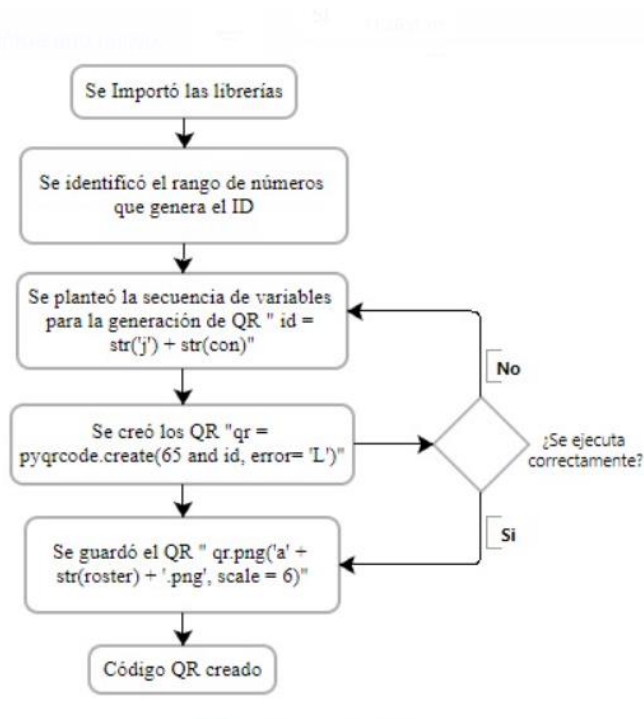 Se Importó las librerías
Se identificó el rango de números
que genera el ID
Se planteó la secuencia de variables
para la generación de QR " id =
str('j') + str(con)"
No
Se creó los QR "qr =
pyqrcode.create(65 and id, error= 'L')"
¿Se ejecuta
correctamente?
Si
Se guardó el QR " qr.png('a' +
str(roster) + '.png', scale = 6)"
Código QR creado